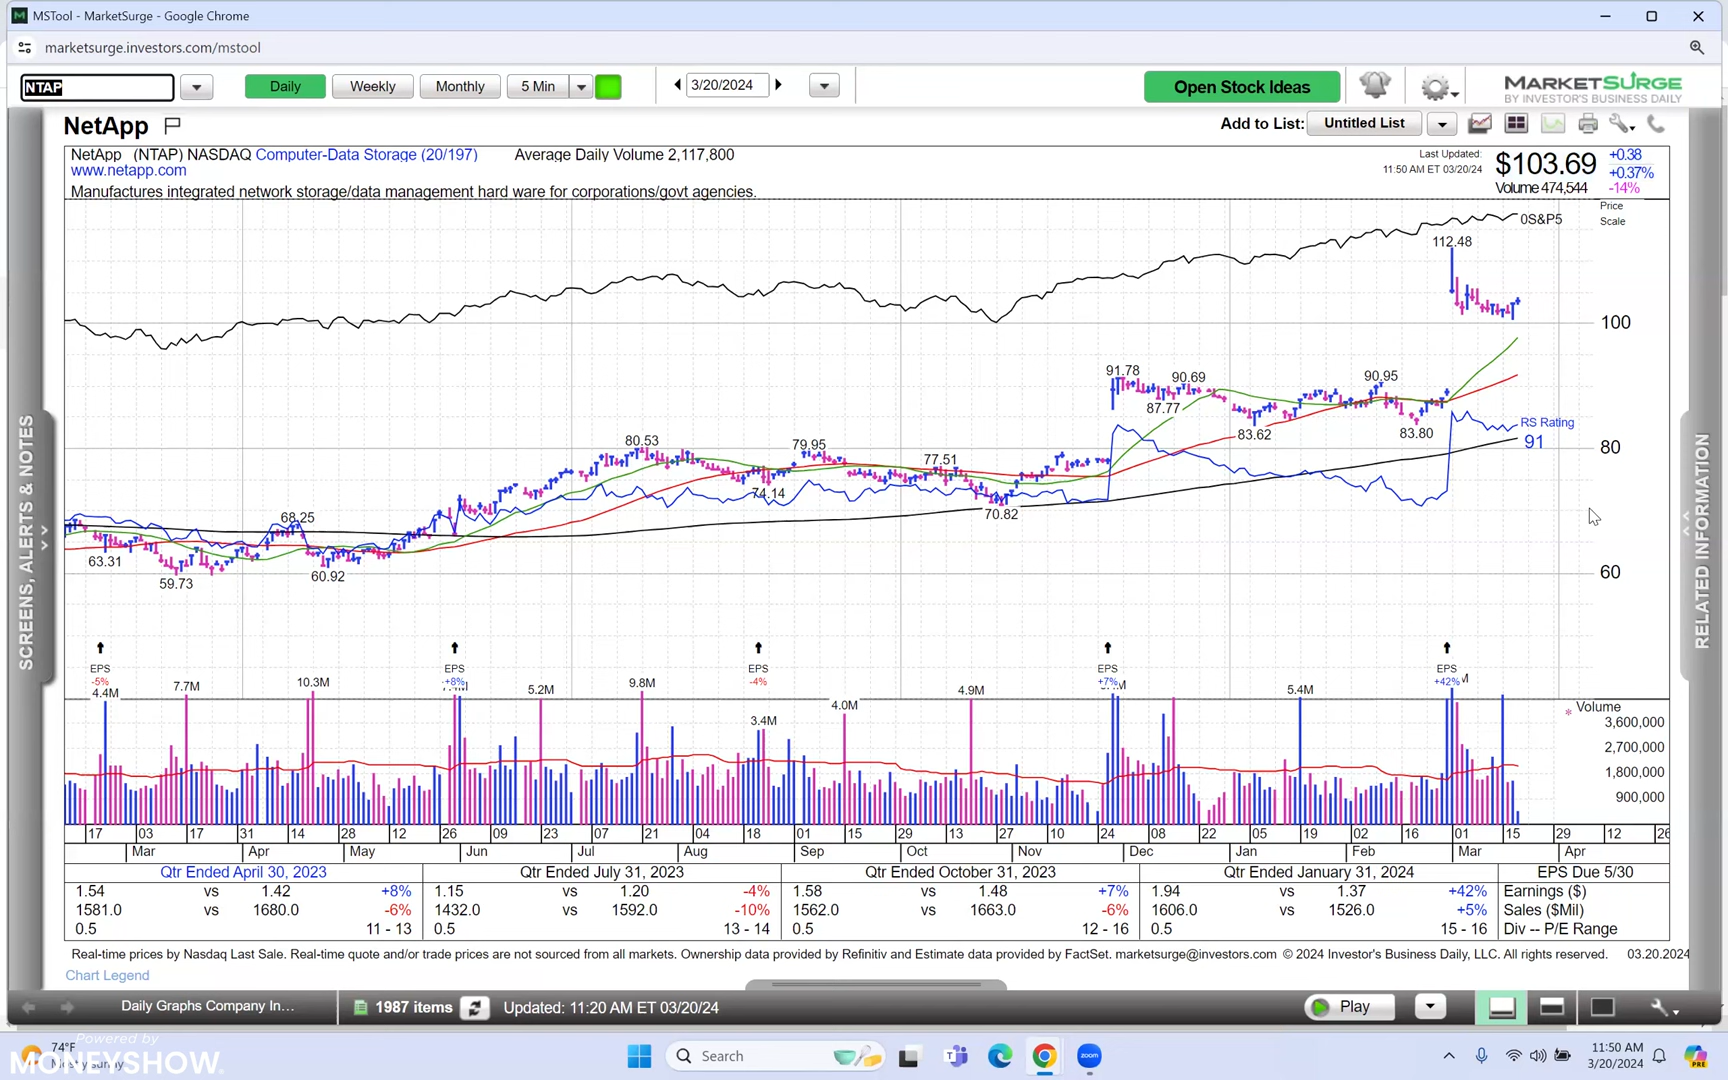 MSTool - MarketSurge - Google Chrome
marketsurge.investors.com/mstool
NTAP
Daily
Weekly
Monthly
5 Min
3/20/2024
Open Stock Ideas
MARKETSURGE
BY INVESTOR'S BUSINESS DAILY
NetApp
Add to List:
Untitled List
NetApp (NTAP) NASDAQ Computer-Data Storage (20/197) Average Daily Volume 2,117,800
www.netapp.com
Manufactures integrated network storage/data management hard ware for corporations/govt agencies.
Last Updated:
11:50 AM ET 03/20/24
$103.69
+0.38
+0.37%
Volume 474,544
-14%
Price
Scale
0S&P5
112.48
100
91.78
90.69
90.95
87.77
83.62
83.80
RS Rating
91
80
80.53
79.95
77.51
74.14
70.82
68.25
63.31
60.92
59.73
60
EPS
-5%
EPS
+8%
EPS
-4%
EPS
+7%
EPS
+42%
4.4M
7.7M
10.3M
5.2M
9.8M
3.4M
4.0M
4.9M
5.4M
* Volume
3,600,000
2,700,000
1,800,000
900,000
17 03 17 31 14 28 12 26 09 23 07 21 04 18 01 15 29 13 27 10 24 08 22 05 19 02 16 01 15 29 12 26
Mar Apr May Jun Jul Aug Sep Oct Nov Dec Jan Feb Mar Apr
Qtr Ended April 30, 2023 Qtr Ended July 31, 2023 Qtr Ended October 31, 2023 Qtr Ended January 31, 2024 EPS Due 5/30
1.54 vs 1.42 +8% 1.15 vs 1.20 -4% 1.58 vs 1.48 +7% 1.94 vs 1.37 +42% Earnings ($)
1581.0 vs 1680.0 -6% 1432.0 vs 1592.0 -10% 1562.0 vs 1663.0 -6% 1606.0 vs 1526.0 +5% Sales ($Mil)
0.5 11 - 13 0.5 13 - 14 0.5 12 - 16 0.5 15 - 16 Div -- P/E Range
Real-time prices by Nasdaq Last Sale. Real-time quote and/or trade prices are not sourced from all markets. Ownership data provided by Refinitiv and Estimate data provided by FactSet. marketsurge@investors.com © 2024 Investor's Business Daily, LLC. All rights reserved. 03.20.2024
Chart Legend
SCREENS, ALERTS & NOTES
RELATED INFORMATION
Daily Graphs Company In...
1987 items
Updated: 11:20 AM ET 03/20/24
Play
74°F
Powered by
MONEYSHOW.
Search
zoom
PRE
11:50 AM
3/20/2024